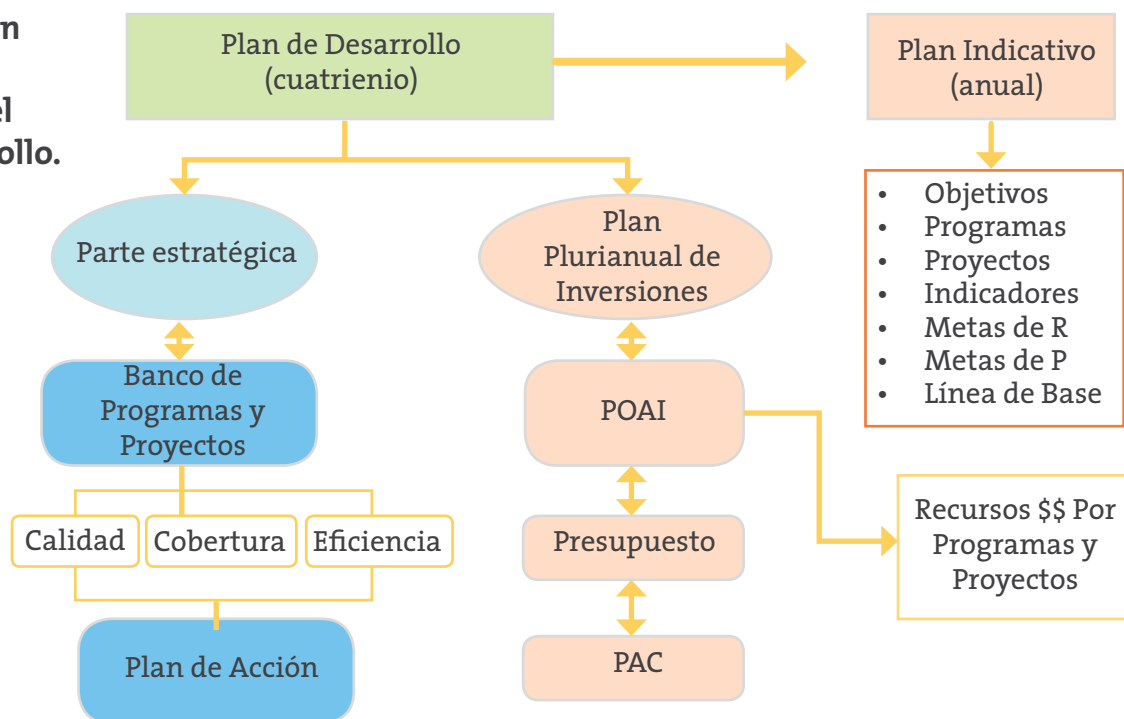 Plan de Desarrollo
(cuatrienio)
Plan Indicativo
(anual)
ollo.
Parte estratégica
Plan
Plurianual de
Inversiones
• Objetivos
• Programas
• Proyectos
• Indicadores
• Metas de R
• Metas de P
• Línea de Base
Banco de
Programas y
Proyectos
POAI
Calidad
Cobertura
Eficiencia
Presupuesto
Recursos $$ Por
Programas y
Proyectos
Plan de Acción
PAC